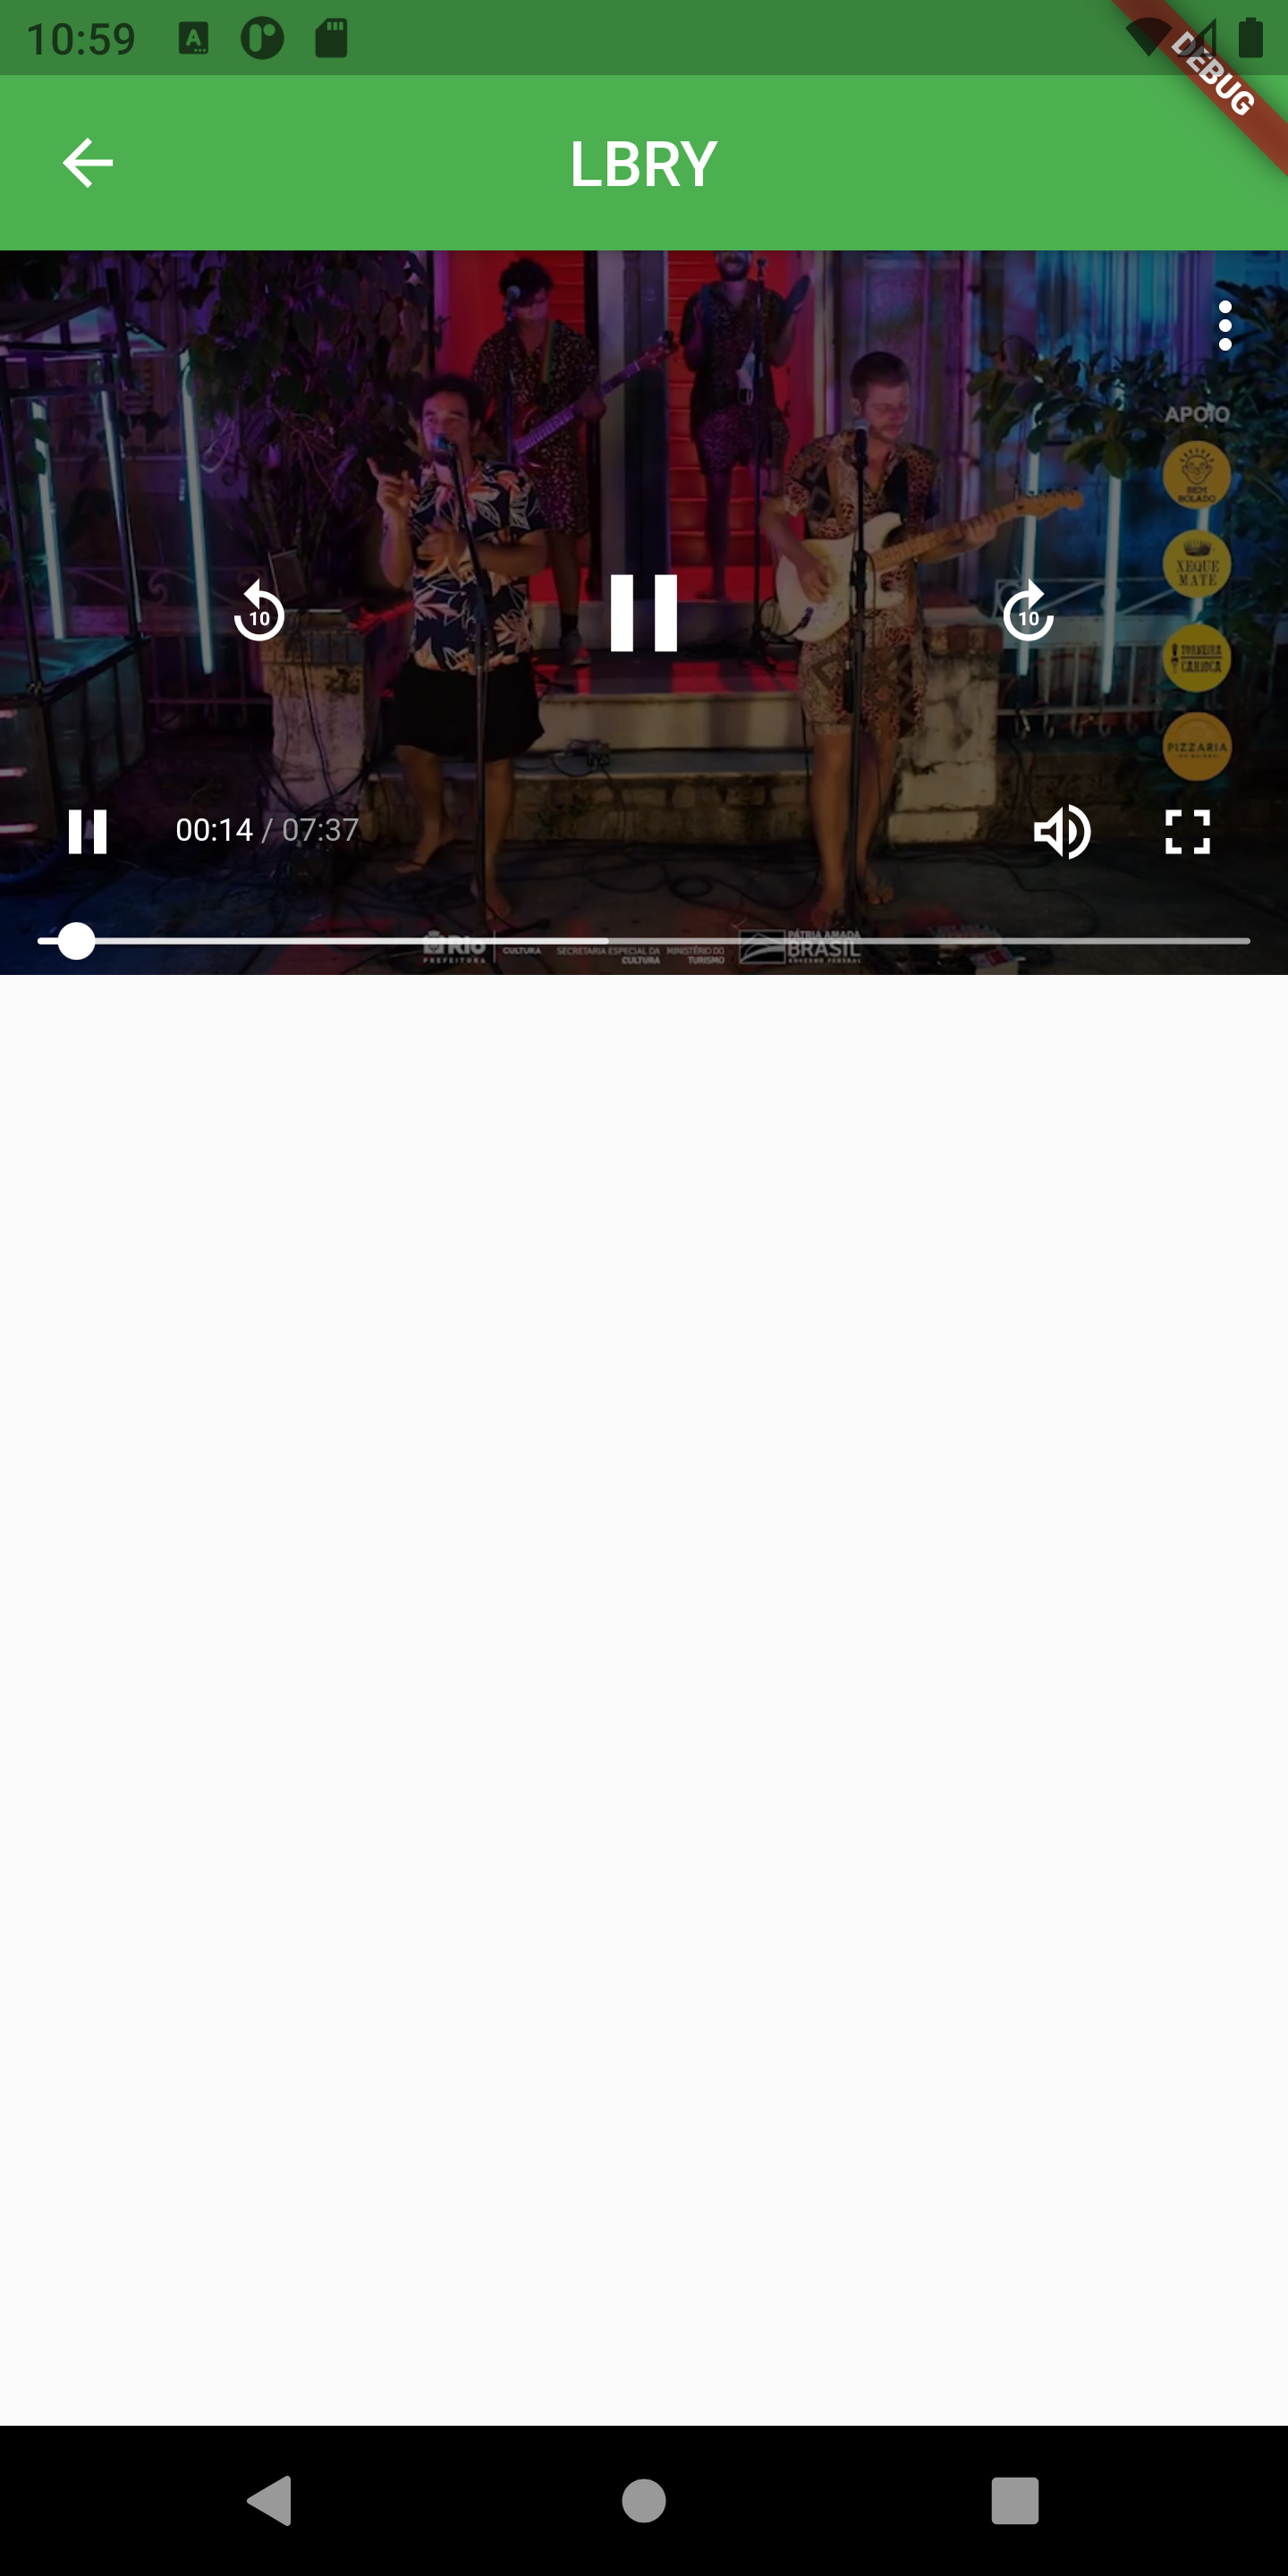 10:59
DEBUG
LBRY
APOIO
BEM
BOLADO
XEQUE
MATE
TORNEIRA
CARIOCA
PIZZARIA
10
10
00:14 / 07:37
RIO
PREFEITURA
CULTURA
SECRETARIA ESPECIAL DA
CULTURA
MINISTÉRIO DO
TURISMO
PÁTRIA AMADA
BRASIL
GOVERNO FEDERAL